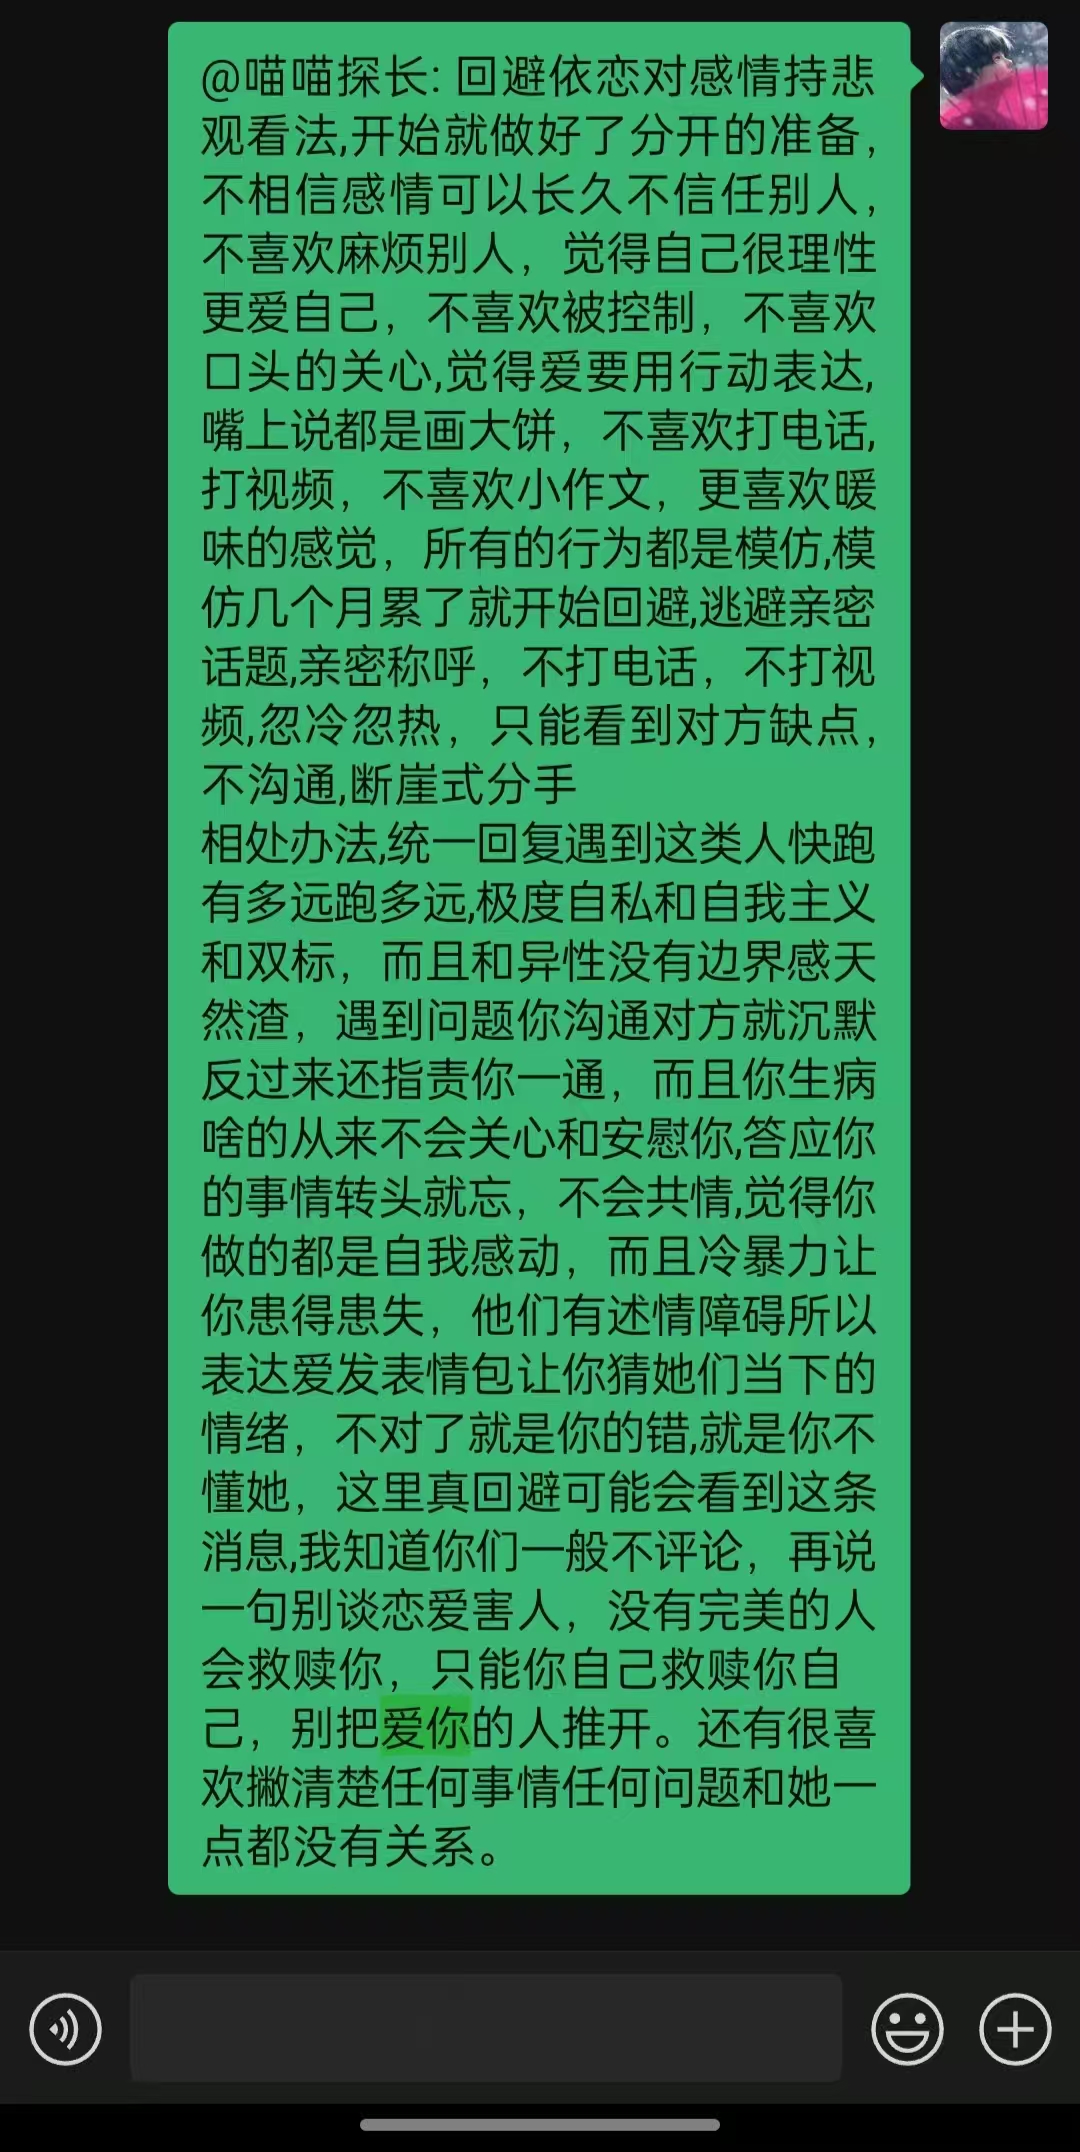 @喵喵探长: 回避依恋对感情持悲
观看法,开始就做好了分开的准备，
不相信感情可以长久不信任别人，
不喜欢麻烦别人，觉得自己很理性
更爱自己，不喜欢被控制，不喜欢
口头的关心,觉得爱要用行动表达,
嘴上说都是画大饼，不喜欢打电话,
打视频，不喜欢小作文，更喜欢暖
味的感觉，所有的行为都是模仿,模
仿几个月累了就开始回避,逃避亲密
话题,亲密称呼，不打电话，不打视
频,忽冷忽热，只能看到对方缺点，
不沟通,断崖式分手
相处办法,统一回复遇到这类人快跑
有多远跑多远,极度自私和自我主义
和双标，而且和异性没有边界感天
然渣，遇到问题你沟通对方就沉默
反过来还指责你一通，而且你生病
啥的从来不会关心和安慰你,答应你
的事情转头就忘，不会共情,觉得你
做的都是自我感动，而且冷暴力让
你患得患失，他们有述情障碍所以
表达爱发表情包让你猜她们当下的
情绪，不对了就是你的错,就是你不
懂她，这里真回避可能会看到这条
消息,我知道你们一般不评论，再说
一句别谈恋爱害人，没有完美的人
会救赎你，只能你自己救赎你自
己，别把爱你的人推开。还有很喜
欢撇清楚任何事情任何问题和她一
点都没有关系。